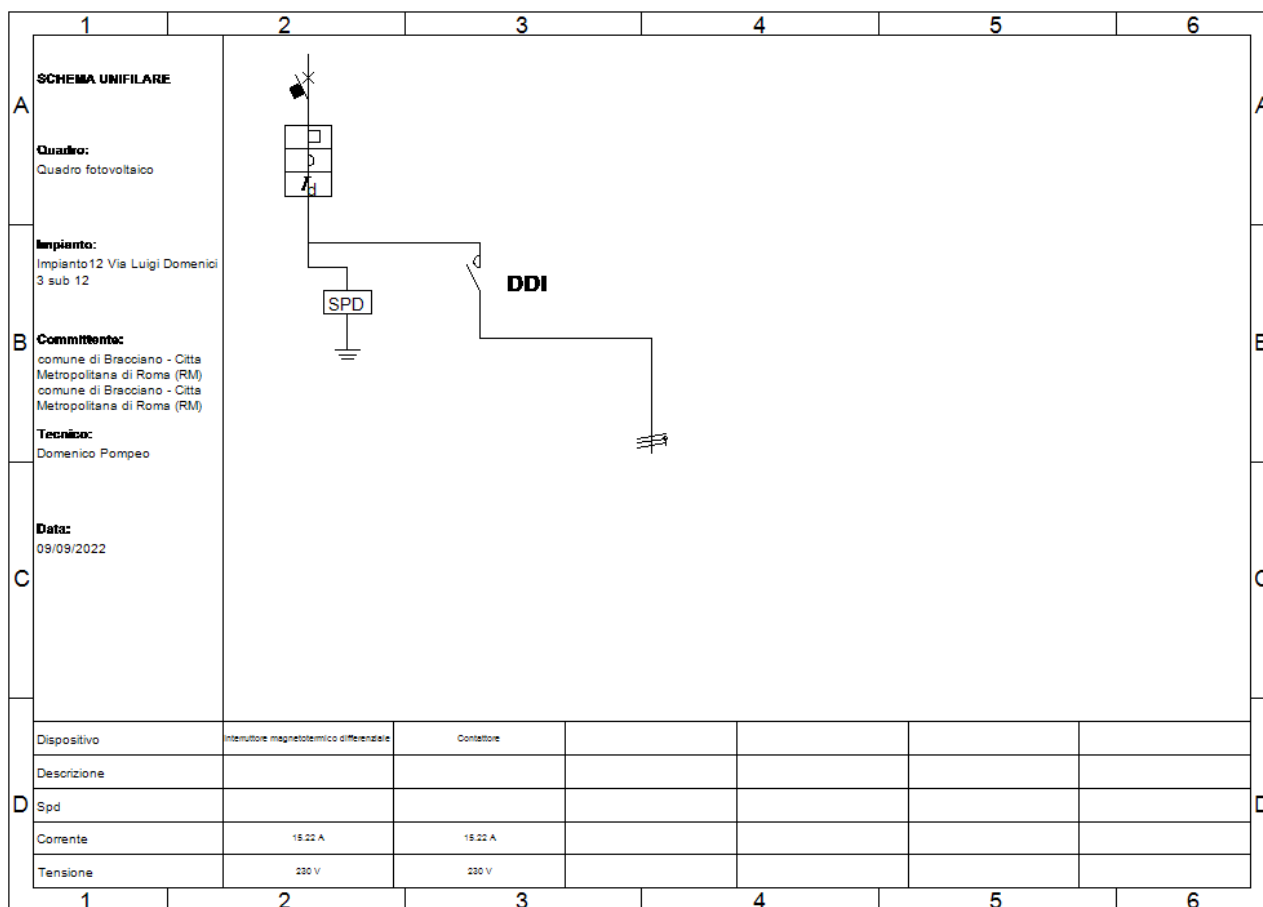 1 2 3 4 5 6
A A
SCHEMA UNIFILARE
Quadro:
Quadro fotovoltaico
d
Impianto:
Impianto12 Via Luigi Domenici
3 sub 12
DDI
SPD
B B
Committente:
comune di Bracciano - Citta
Metropolitana di Roma (RM)
comune di Bracciano - Citta
Metropolitana di Roma (RM)
Tecnico:
Domenico Pompeo
Data:
09/09/2022
C C
Dispositivo Interruttore magnetotermico differenziale Contattore
Descrizione
D Spd D
Corrente 15.22 A 15.22 A
Tensione 230 V 230 V
1 2 3 4 5 6